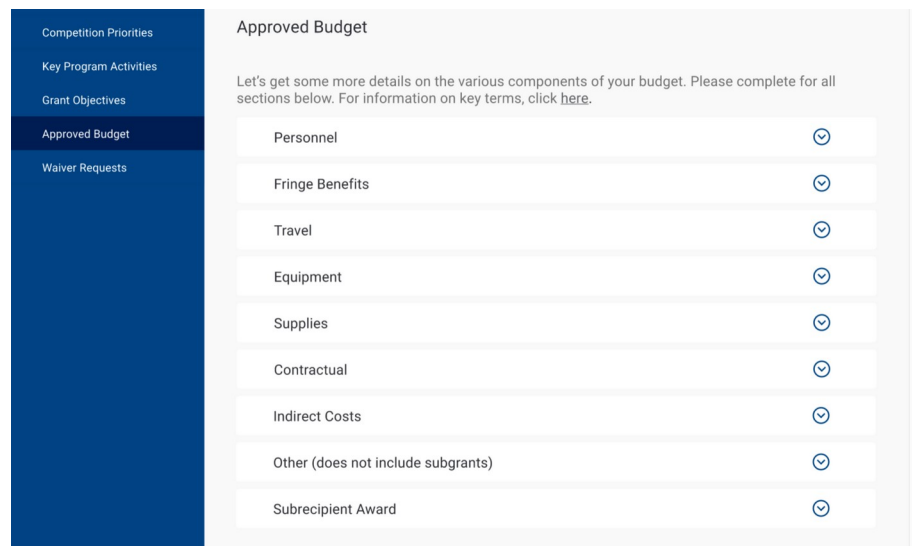 Competition Priorities
Key Program Activities
Grant Objectives
Approved Budget
Waiver Requests
Approved Budget
Let's get some more details on the various components of your budget. Please complete for all
sections below. For information on key terms, click here.
Personnel
Fringe Benefits
Travel
Equipment
Supplies
Contractual
Indirect Costs
Other (does not include subgrants)
Subrecipient Award